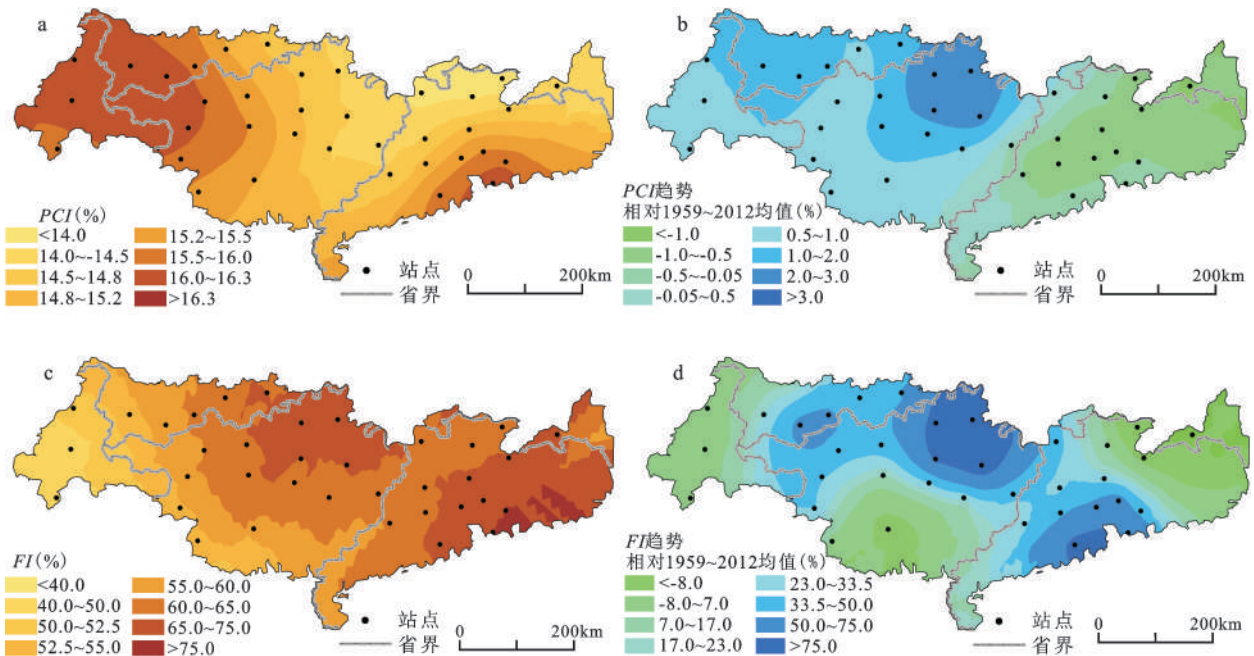 a
PCI(%)
<14.0
14.0~-14.5
14.5~14.8
14.8~15.2
15.2~15.5
15.5~16.0
16.0~16.3
>16.3
站点
省界
0 200km
b
PCI趋势
相对1959~2012均值(%)
<-1.0
-1.0~-0.5
-0.5~-0.05
-0.05~0.5
0.5~1.0
1.0~2.0
2.0~3.0
>3.0
站点
省界
0 200km
c
FI(%)
<40.0
40.0~50.0
50.0~52.5
52.5~55.0
55.0~60.0
60.0~65.0
65.0~75.0
>75.0
站点
省界
0 200km
d
FI趋势
相对1959~2012均值(%)
<-8.0
-8.0~7.0
7.0~17.0
17.0~23.0
23.0~33.5
33.5~50.0
50.0~75.0
>75.0
站点
省界
0 200km